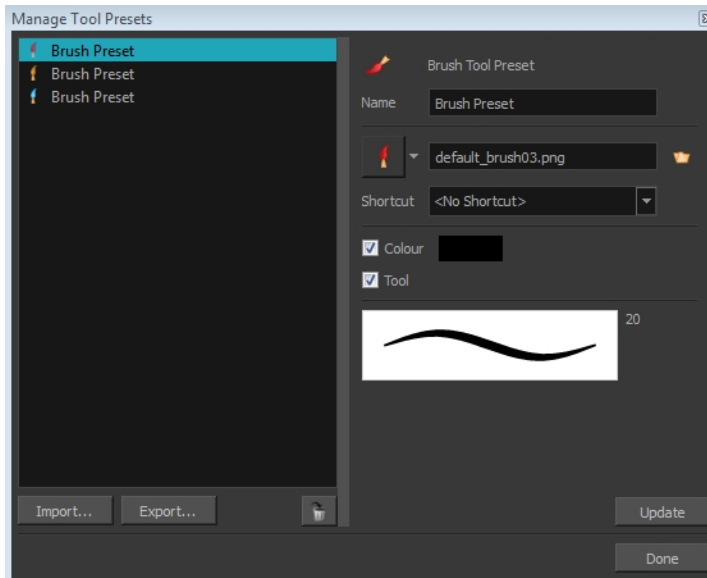 Manage Tool Presets
Brush Preset
Brush Preset
Brush Preset
Brush Tool Preset
Name Brush Preset
default_brush03.png
Shortcut <No Shortcut>
Colour
Tool
20
Import... Export...
Update
Done